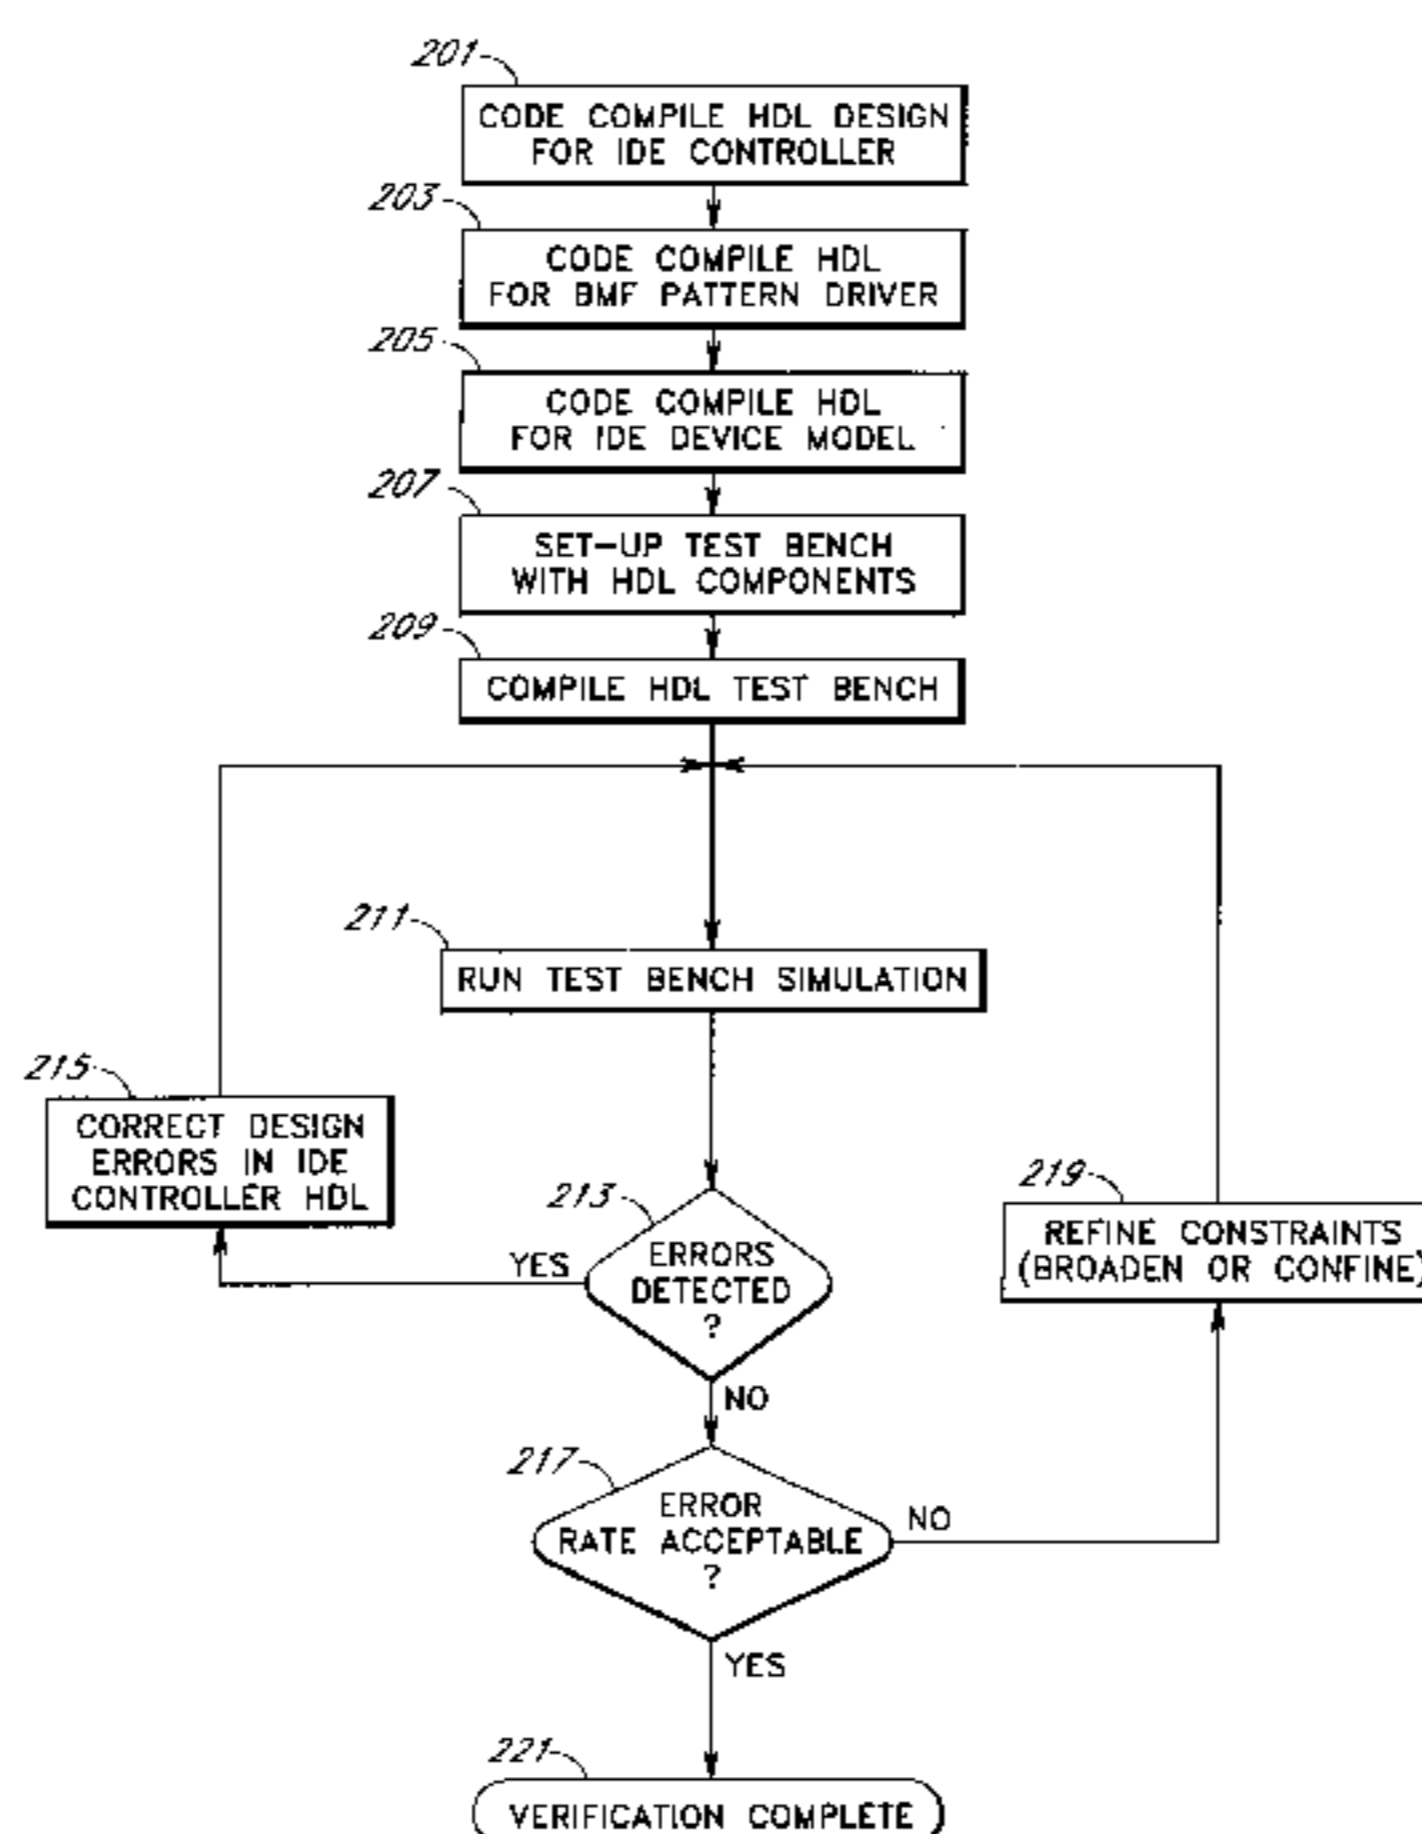 201
CODE COMPILE HDL DESIGN
FOR IDE CONTROLLER
203
CODE COMPILE HDL
FOR BMF PATTERN DRIVER
205
CODE COMPILE HDL
FOR IDE DEVICE MODEL
207
SET-UP TEST BENCH
WITH HDL COMPONENTS
209
COMPILE HDL TEST BENCH
211
RUN TEST BENCH SIMULATION
215
CORRECT DESIGN
ERRORS IN IDE
CONTROLLER HDL
213
YES
ERRORS
DETECTED
?
NO
219
REFINE CONSTRAINTS
(BROADEN OR CONFINE)
217
ERROR
RATE ACCEPTABLE
?
NO
YES
221
VERIFICATION COMPLETE